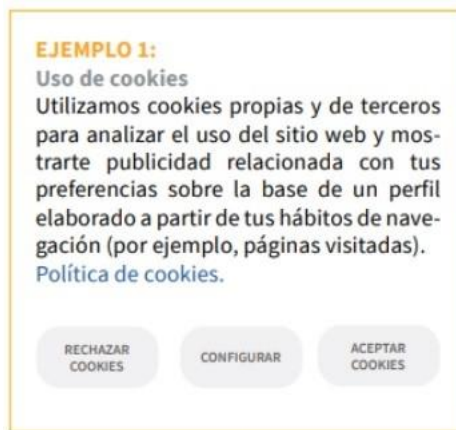 EJEMPLO 1:
Uso de cookies
Utilizamos cookies propias y de terceros
para analizar el uso del sitio web y mos-
trarte publicidad relacionada con tus
preferencias sobre la base de un perfil
elaborado a partir de tus hábitos de nave-
gación (por ejemplo, páginas visitadas).
Política de cookies.
RECHAZAR
COOKIES
CONFIGURAR
ACEPTAR
COOKIES